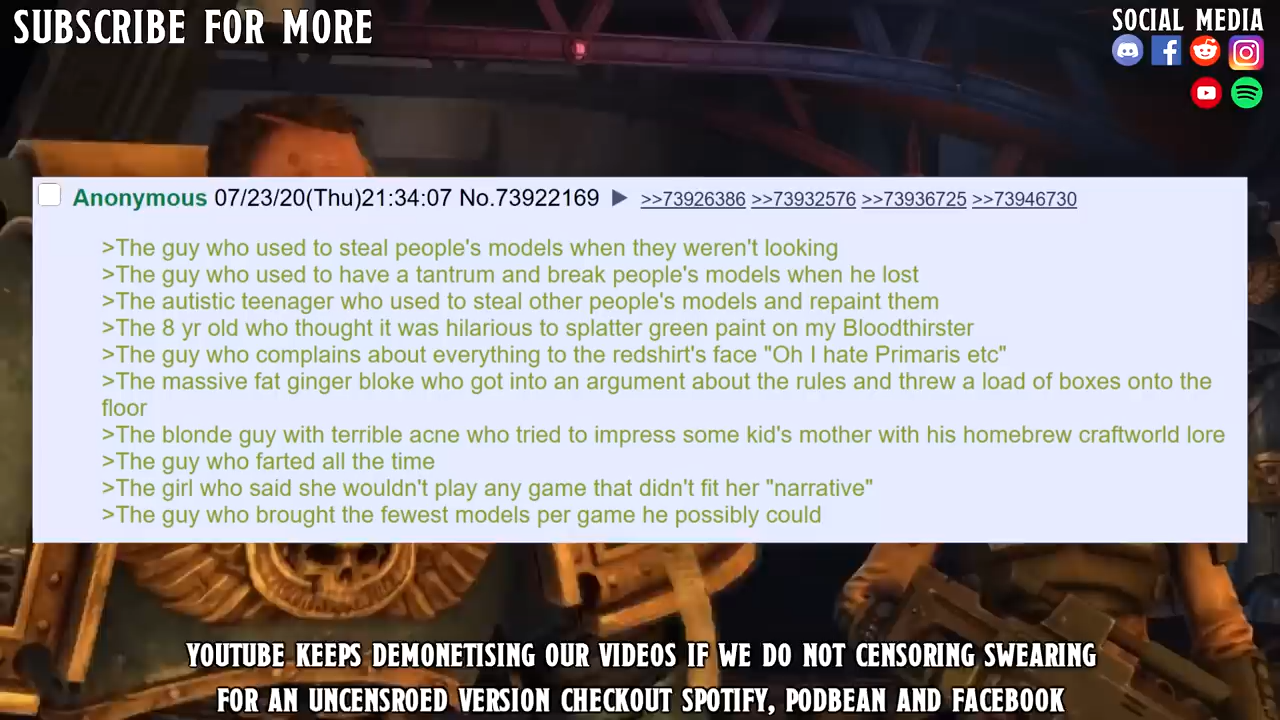 SUBSCRIBE FOR MORE
SOCIAL MEDIA
Anonymous 07/23/20(Thu)21:34:07 No.73922169 ▶ >>73926386 >>73932576 >>73936725 >>73946730
>The guy who used to steal people's models when they weren't looking
>The guy who used to have a tantrum and break people's models when he lost
>The autistic teenager who used to steal other people's models and repaint them
>The 8 yr old who thought it was hilarious to splatter green paint on my Bloodthirster
>The guy who complains about everything to the redshirt's face "Oh I hate Primaris etc"
>The massive fat ginger bloke who got into an argument about the rules and threw a load of boxes onto the
floor
>The blonde guy with terrible acne who tried to impress some kid's mother with his homebrew craftworld lore
>The guy who farted all the time
>The girl who said she wouldn't play any game that didn't fit her "narrative"
>The guy who brought the fewest models per game he possibly could
YOUTUBE KEEPS DEMONETISING OUR VIDEOS IF WE DO NOT CENSORING SWEARING
FOR AN UNCENSROED VERSION CHECKOUT SPOTIFY, PODBEAN AND FACEBOOK